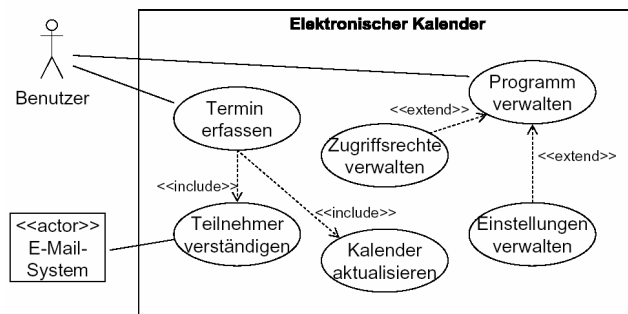 Elektronischer Kalender
Benutzer
Termin
erfassen
Programm
verwalten
<<extend>>
Zugriffsrechte
verwalten
<<extend>>
<<include>>
<<include>>
<<actor>>
E-Mail-
System
Teilnehmer
verständigen
Kalender
aktualisieren
Einstellungen
verwalten